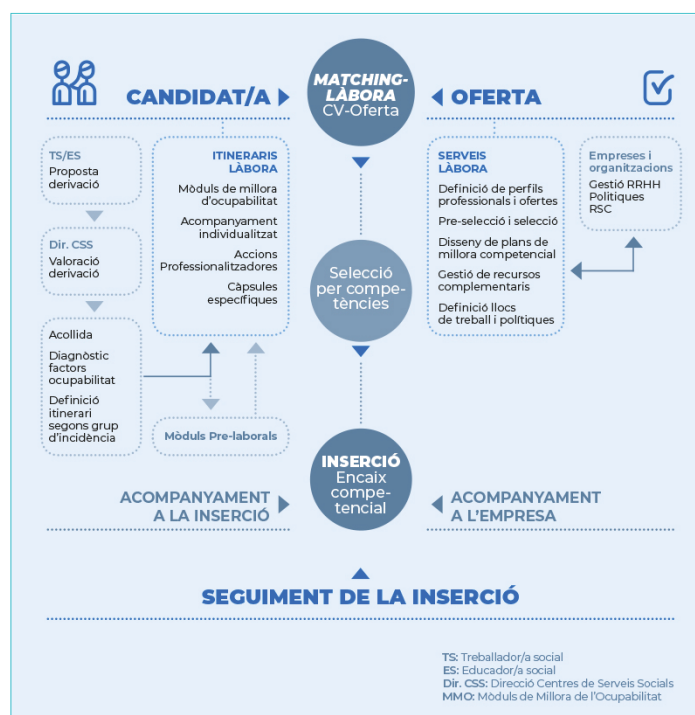 MATCHING-
LÀBORA
CV-Oferta
CANDIDAT/A
OFERTA
TS/ES
Proposta
derivació
Dir. CSS
Valoració
derivació
Acollida
Diagnòstic
factors
ocupabilitat
Definició
itinerari
segons grup
d'incidència
ITINERARIS
LÀBORA
Mòduls de millora
d'ocupabilitat
Acompanyament
individualitzat
Accions
Professionalitzadores
Càpsules
específiques
Mòduls Pre-laborals
Selecció
per compe-
tències
SERVEIS
LÀBORA
Definició de perfils
professionals i ofertes
Pre-selecció i selecció
Disseny de plans de
millora competencial
Gestió de recursos
complementaris
Definició llocs
de treball i polítiques
Empreses i
organitzacions
Gestió RRHH
Politiques
RSC
INSERCIÓ
Encaix
compe-
tencial
ACOMPANYAMENT
A LA INSERCIÓ
ACOMPANYAMENT
A L'EMPRESA
SEGUIMENT DE LA INSERCIÓ
TS: Treballador/a social
ES: Educador/a social
Dir. CSS: Direcció Centres de Serveis Socials
MMO: Mòduls de Millora de l'Ocupabilitat